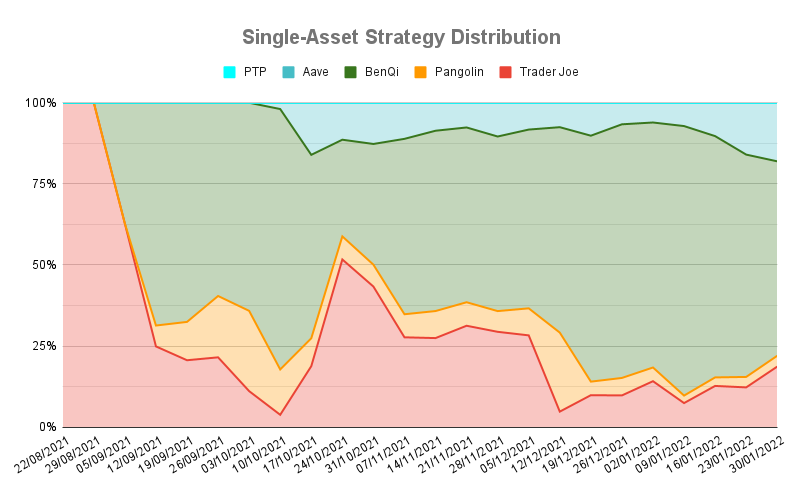 Single-Asset Strategy Distribution
PTP Aave BenQi Pangolin Trader Joe
100%
75%
50%
25%
0%
22/08/2021 29/08/2021 05/09/2021 12/09/2021 19/09/2021 26/09/2021 03/10/2021 10/10/2021 17/10/2021 24/10/2021 31/10/2021 07/11/2021 14/11/2021 21/11/2021 28/11/2021 05/12/2021 12/12/2021 19/12/2021 26/12/2021 02/01/2022 09/01/2022 16/01/2022 23/01/2022 30/01/2022